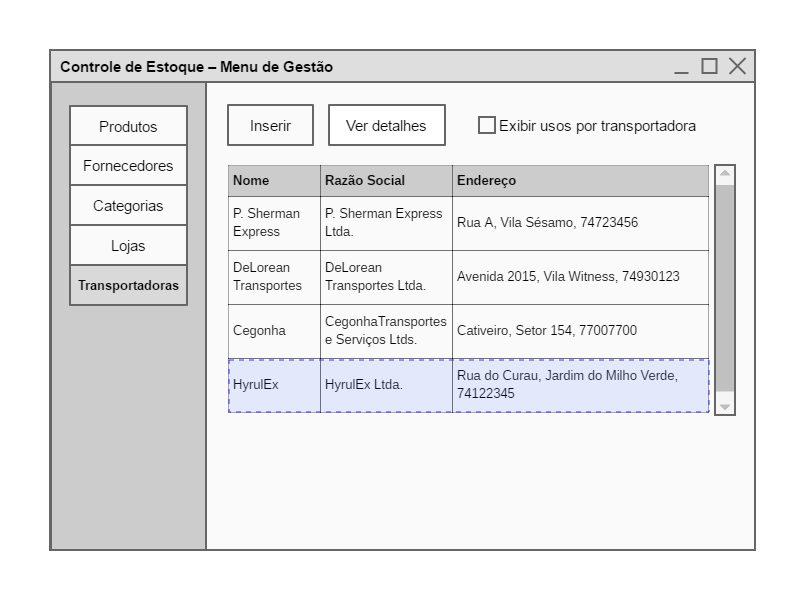 Controle de Estoque – Menu de Gestão
Produtos
Fornecedores
Categorias
Lojas
Transportadoras
Inserir
Ver detalhes
Exibir usos por transportadora
Nome
Razão Social
Endereço
P. Sherman
Express
P. Sherman Express
Ltda.
Rua A, Vila Sésamo, 74723456
DeLorean
Transportes
DeLorean
Transportes Ltda.
Avenida 2015, Vila Witness, 74930123
Cegonha
CegonhaTransportes
e Serviços Ltds.
Cativeiro, Setor 154, 77007700
HyrulEx
HyrulEx Ltda.
Rua do Curau, Jardim do Milho Verde,
74122345